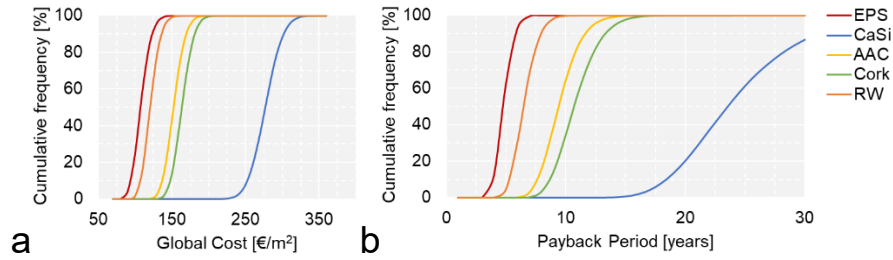 Cumulative frequency [%]
100
80
60
40
20
0
50
150
250
350
Global Cost [€/m²]
a
Cumulative frequency [%]
100
80
60
40
20
0
0
10
20
30
Payback Period [years]
b
EPS
CaSi
AAC
Cork
RW